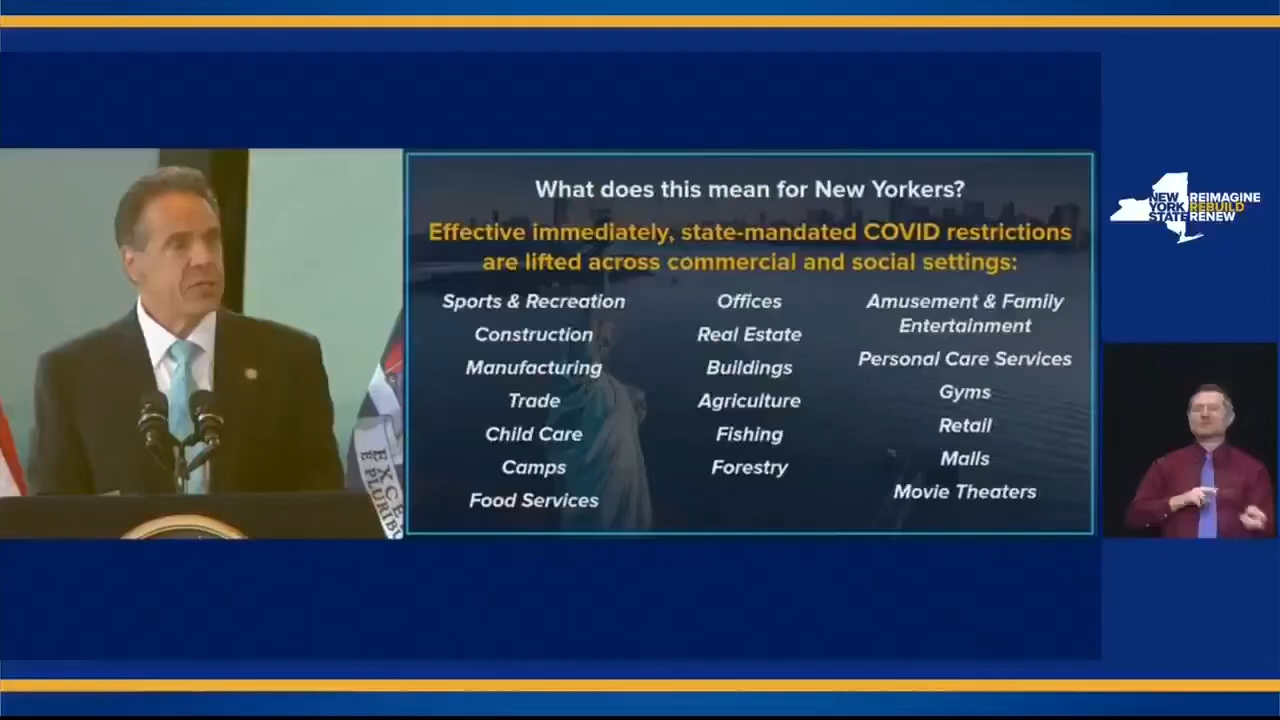 What does this mean for New Yorkers?
Effective immediately, state-mandated COVID restrictions
are lifted across commercial and social settings:
Sports & Recreation
Construction
Manufacturing
Trade
Child Care
Camps
Food Services
Offices
Real Estate
Buildings
Agriculture
Fishing
Forestry
Amusement & Family
Entertainment
Personal Care Services
Gyms
Retail
Malls
Movie Theaters
NEW
YORK
STATE
REIMAGINE
REBUILD
RENEW
EXCE
E PLURIBU